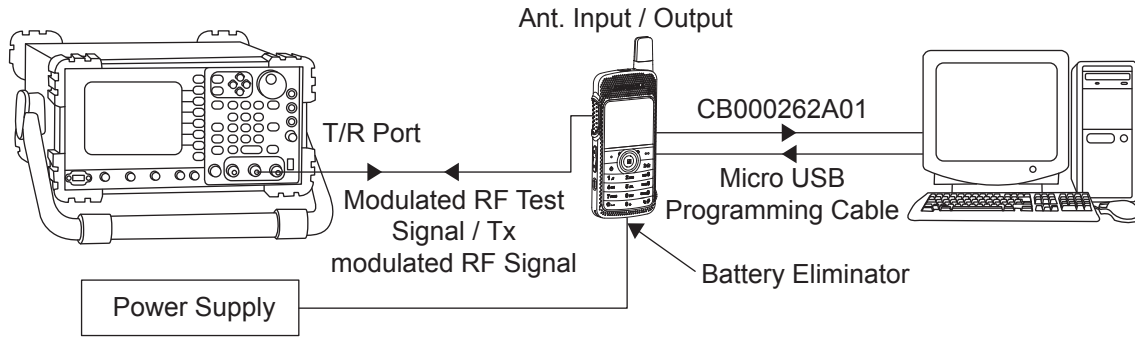 Ant. Input / Output
CB000262A01
T/R Port
Micro USB
Programming Cable
Modulated RF Test
Signal / Tx
modulated RF Signal
Battery Eliminator
Power Supply